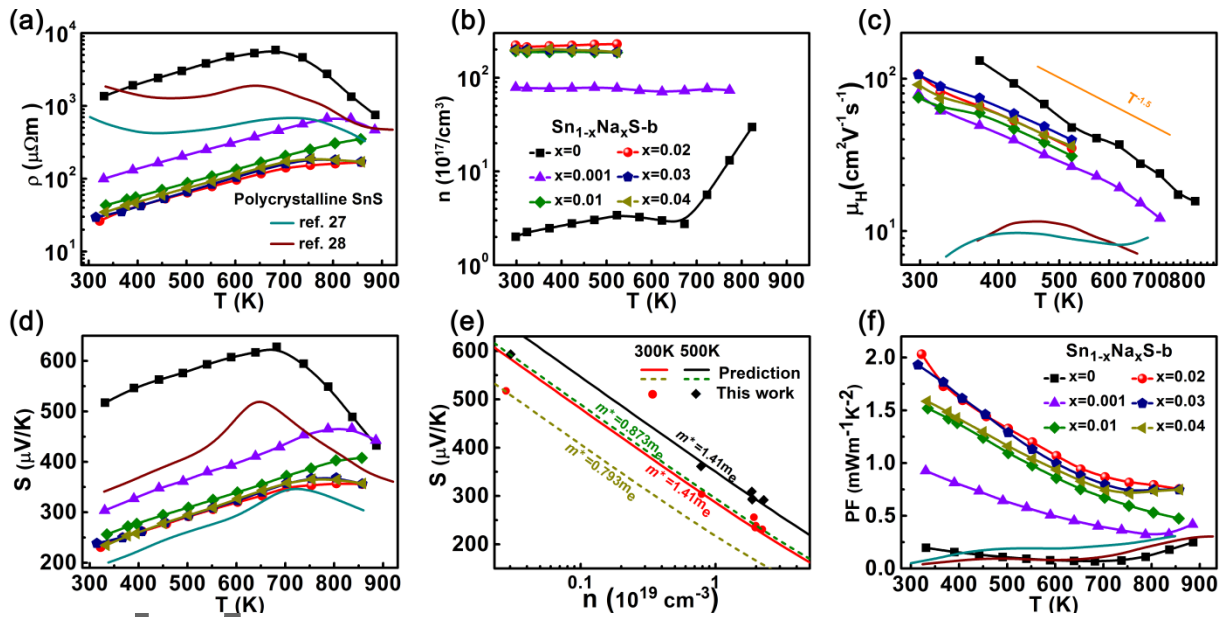 (a)
10⁴
10³
10²
10¹
ρ (μΩm)
Polycrystalline SnS
ref. 27
ref. 28
300 400 500 600 700 800 900
T (K)
(b)
10²
10¹
10⁰
n (10¹⁷/cm³)
Sn₁₋ₓNaₓS-b
x=0 x=0.02
x=0.001 x=0.03
x=0.01 x=0.04
300 400 500 600 700 800 900
T (K)
(c)
10²
10¹
μ_H(cm²V⁻¹s⁻¹)
T⁻¹·⁵
300 400 500 600 700 800
T (K)
(d)
600
500
400
300
200
S (μV/K)
300 400 500 600 700 800 900
T (K)
(e)
600
500
400
300
200
S (μV/K)
300K 500K
Prediction
This work
m*=0.873mₑ
m*=1.41mₑ
m*=0.793mₑ
m*=1.41mₑ
0.1 1
n (10¹⁹ cm⁻³)
(f)
2.0
1.5
1.0
0.5
0.0
PF (mWm⁻¹K⁻²)
Sn₁₋ₓNaₓS-b
x=0 x=0.02
x=0.001 x=0.03
x=0.01 x=0.04
300 400 500 600 700 800 900
T (K)